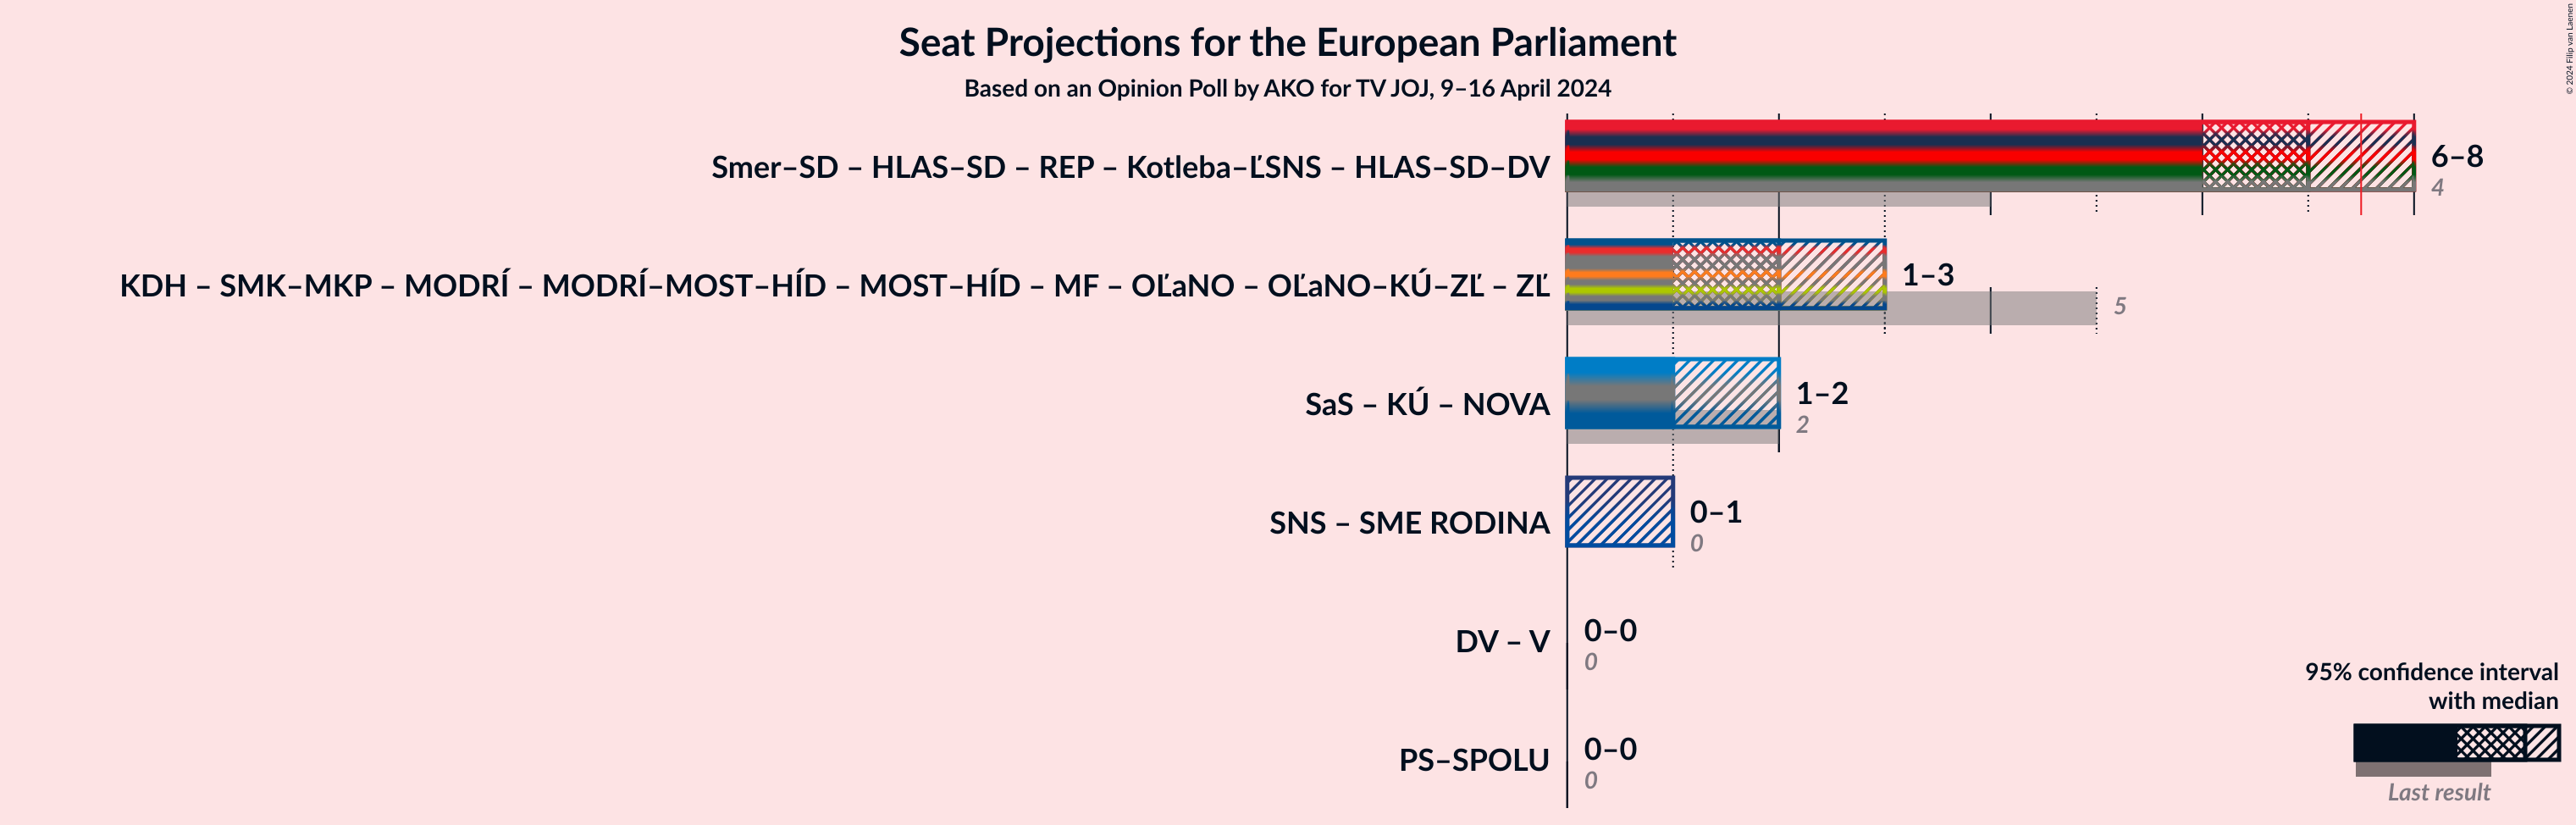 Seat Projections for the European Parliament
Based on an Opinion Poll by AKO for TV JOJ, 9–16 April 2024
© 2024 Filip van Laenen
Smer–SD – HLAS–SD – REP – Kotleba–ĽSNS – HLAS–SD–DV
6–8
4
KDH – SMK–MKP – MODRÍ – MODRÍ–MOST–HÍD – MOST–HÍD – MF – OĽaNO – OĽaNO–KÚ–ZĽ – ZĽ
1–3
5
SaS – KÚ – NOVA
1–2
2
SNS – SME RODINA
0–1
0
DV – V
0–0
0
PS–SPOLU
0–0
0
95% confidence interval
with median
Last result